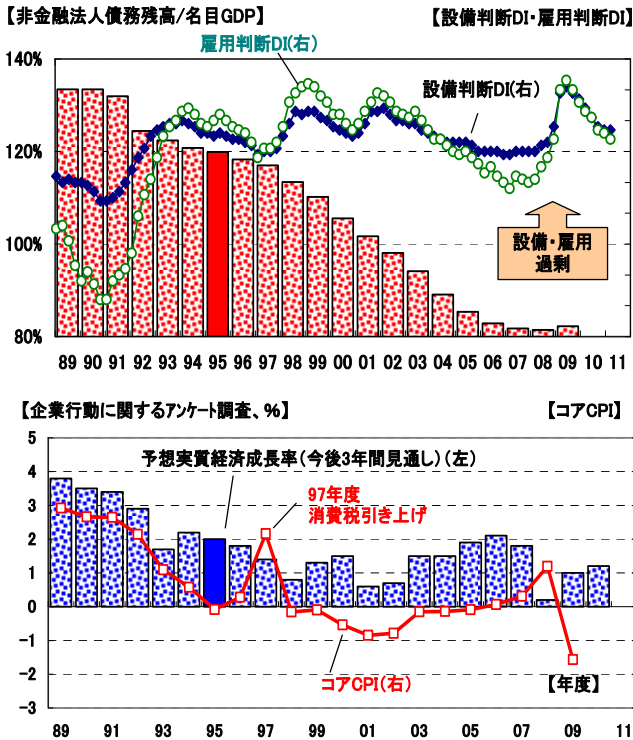 【非金融法人債務残高/名目GDP】 【設備判断DI・雇用判断DI】
雇用判断DI(右)
設備判断DI(右)
140%
120%
100%
80%
設備・雇用
過剰
89 90 91 92 93 94 95 96 97 98 99 00 01 02 03 04 05 06 07 08 09 10 11
【企業行動に関するアンケート調査、%】 【コアCPI】
予想実質経済成長率(今後3年間見通し)(左)
97年度
消費税引き上げ
コアCPI(右)
【年度】
5
4
3
2
1
0
-1
-2
-3
89 91 93 95 97 99 01 03 05 07 09 11